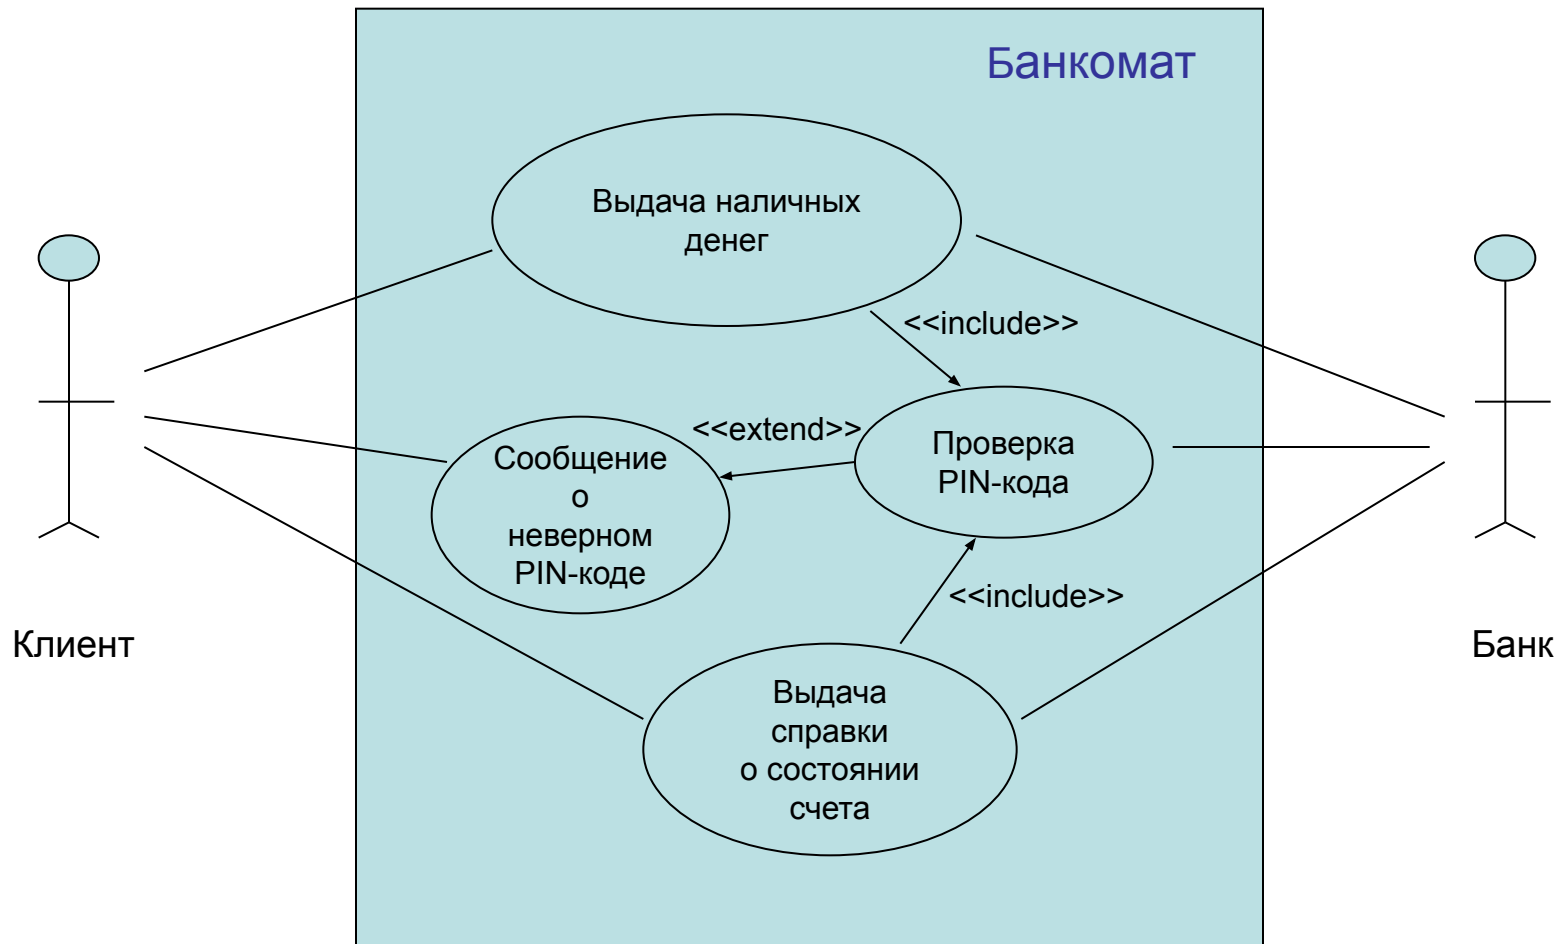 Банкомат
Выдача наличных
денег
<<include>>
<<extend>>
Проверка
PIN-кода
Сообщение
о
неверном
PIN-коде
<<include>>
Клиент
Банк
Выдача
справки
о состоянии
счета